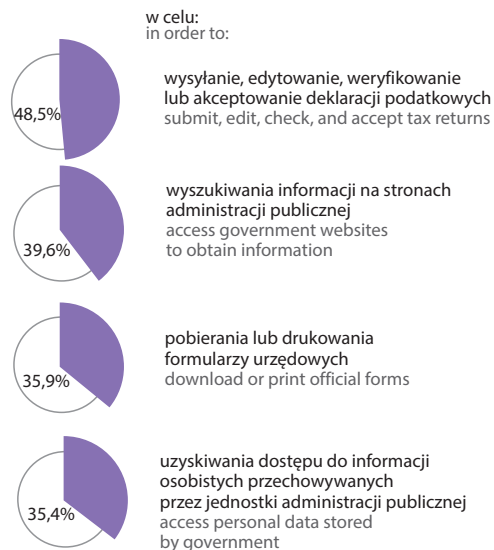 w celu:
in order to:
48,5%
wysyłanie, edytowanie, weryfikowanie
lub akceptowanie deklaracji podatkowych
submit, edit, check, and accept tax returns
39,6%
wyszukiwania informacji na stronach
administracji publicznej
access government websites
to obtain information
35,9%
pobierania lub drukowania
formularzy urzędowych
download or print official forms
35,4%
uzyskiwania dostępu do informacji
osobistych przechowywanych
przez jednostki administracji publicznej
access personal data stored
by government